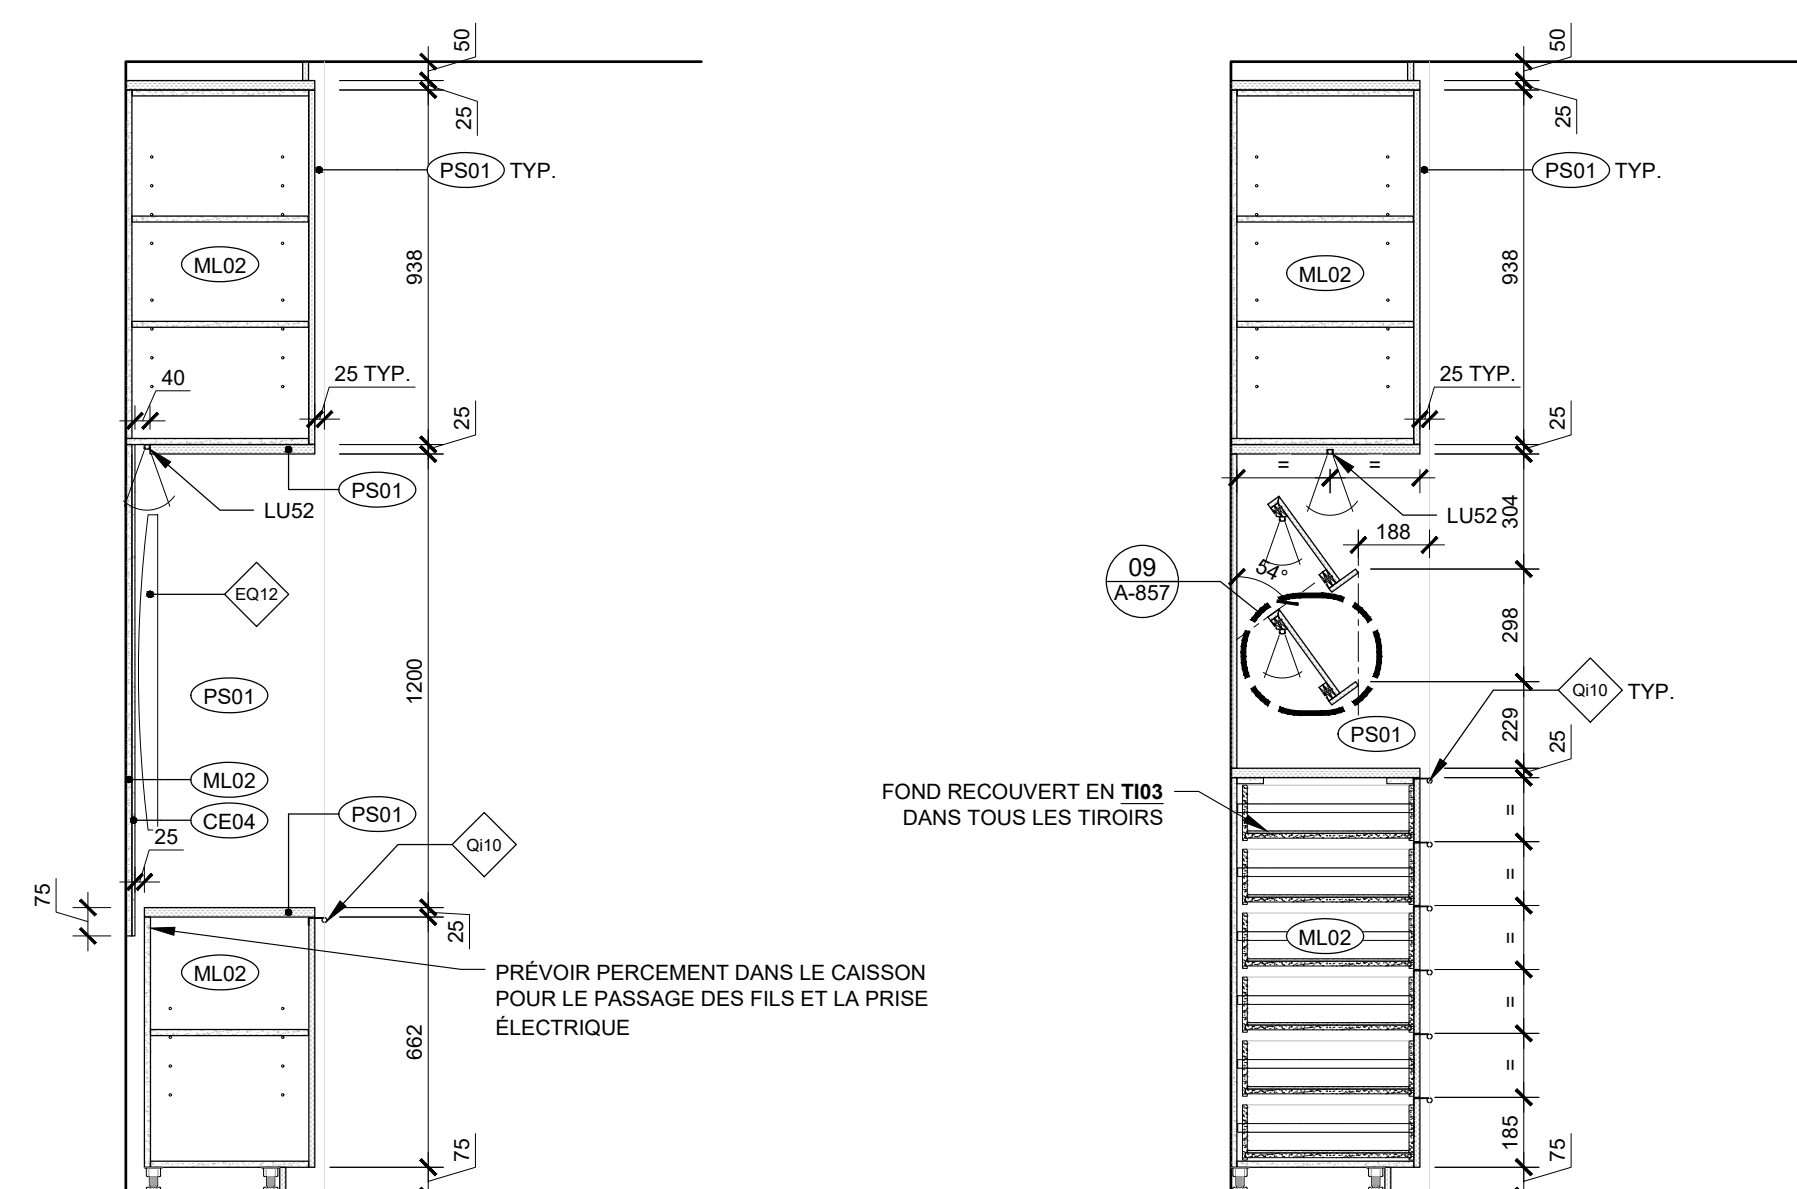 50
25
PS01 TYP.
ML02
938
40
25 TYP.
25
PS01
LU52
EQ12
PS01
1200
ML02
CE04
PS01
25
Qi10
75
25
ML02
PRÉVOIR PERCEMENT DANS LE CAISSON
POUR LE PASSAGE DES FILS ET LA PRISE
ÉLECTRIQUE
662
75
50
25
PS01 TYP.
ML02
938
25 TYP.
25
= =
LU52
304
188
09
A-857
54°
298
Qi10 TYP.
PS01
229
25
FOND RECOUVERT EN TI03
DANS TOUS LES TIROIRS
=
=
ML02
=
=
=
185
75